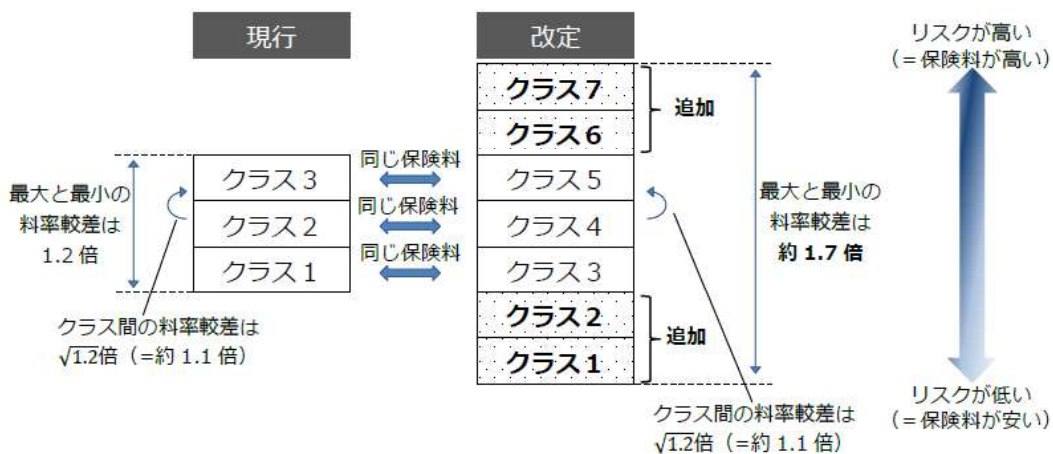 現行
改定
リスクが高い
(=保険料が高い)
クラス7
クラス6
追加
同じ保険料
クラス3
クラス5
最大と最小の
料率較差は
1.2 倍
同じ保険料
クラス2
クラス4
最大と最小の
料率較差は
約 1.7 倍
同じ保険料
クラス1
クラス3
クラス間の料率較差は
√1.2倍(=約 1.1 倍)
クラス2
クラス1
追加
クラス間の料率較差は
√1.2倍(=約 1.1 倍)
リスクが低い
(=保険料が安い)